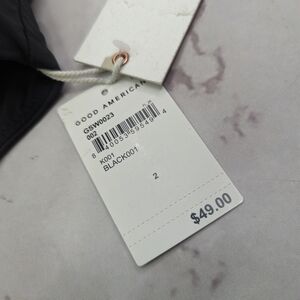 GOOD AMERICAN
GSW0023
002
K001
BLACK001
2
$49.00